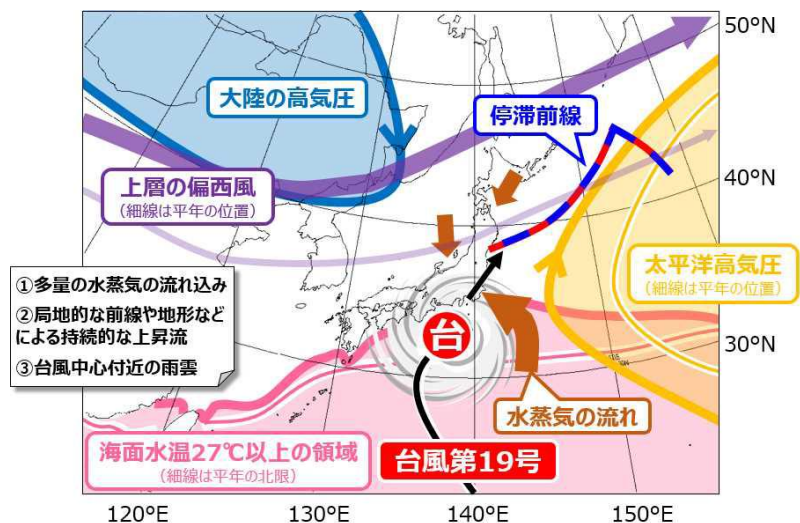 50°N
大陸の高気圧
停滞前線
上層の偏西風
(細線は平年の位置)
40°N
太平洋高気圧
(細線は平年の位置)
①多量の水蒸気の流れ込み
②局地的な前線や地形など
による持続的な上昇流
③台風中心付近の雨雲
台
30°N
水蒸気の流れ
海面水温27℃以上の領域
(細線は平年の北限)
台風第19号
120°E
130°E
140°E
150°E